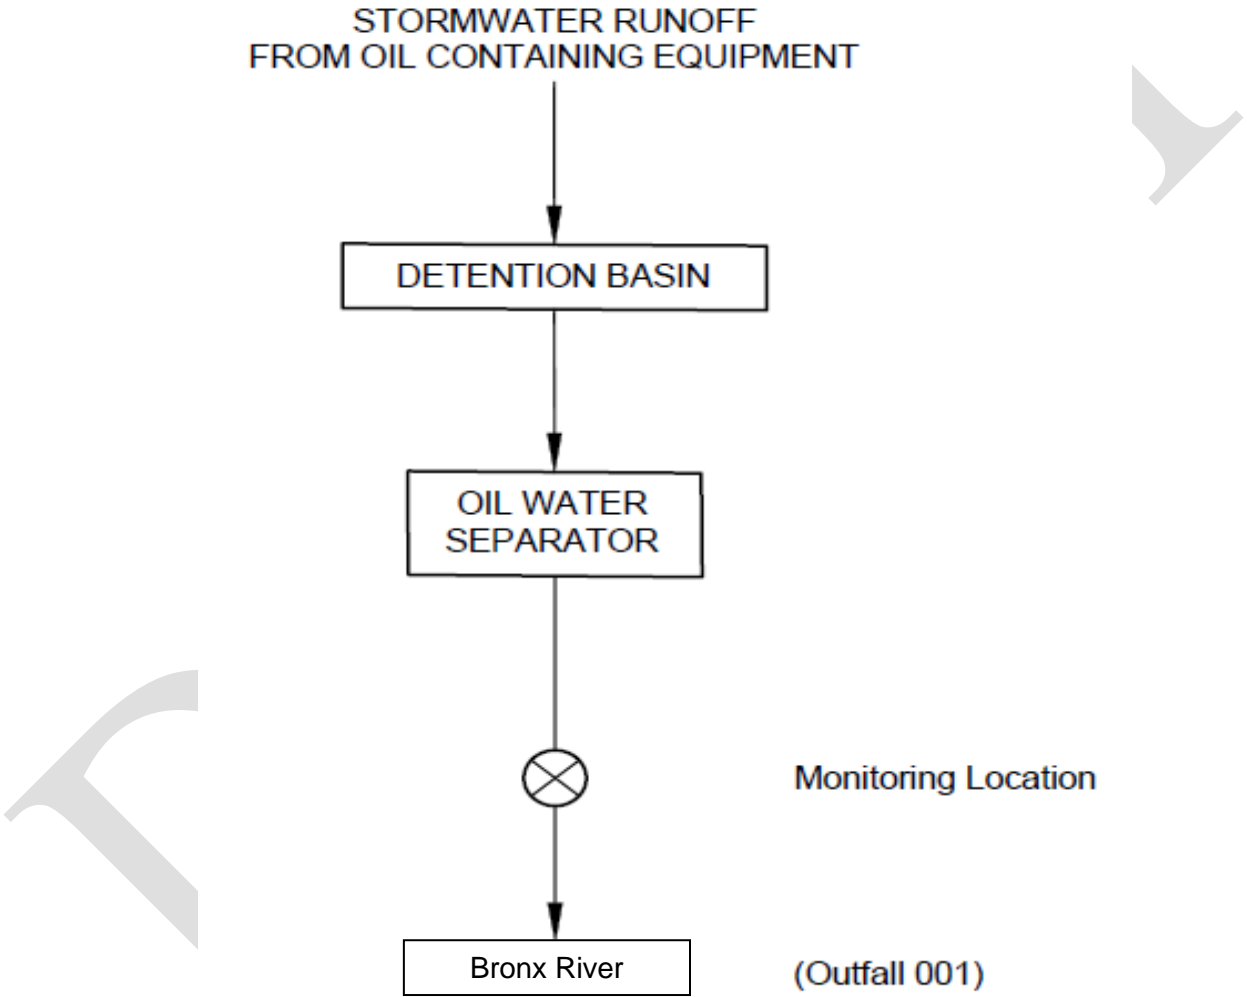 STORMWATER RUNOFF
FROM OIL CONTAINING EQUIPMENT
DETENTION BASIN
OIL WATER
SEPARATOR
Monitoring Location
Bronx River
(Outfall 001)